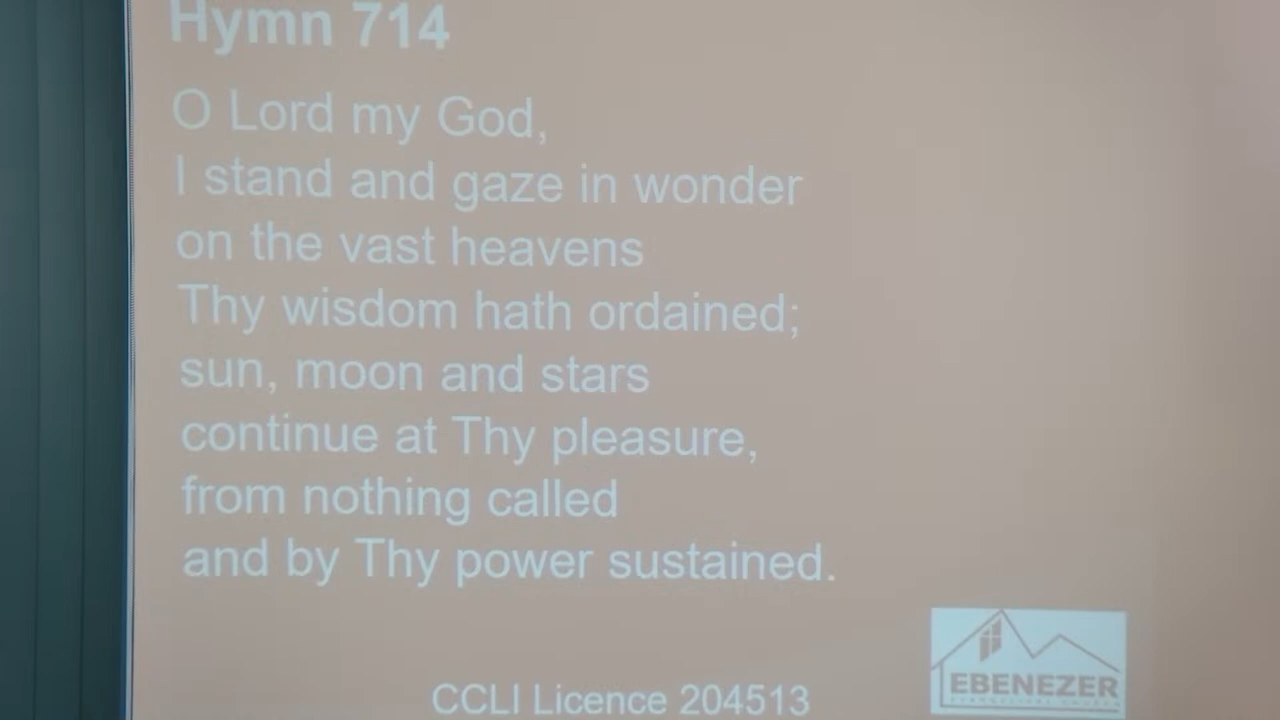 Hymn 714
O Lord my God,
I stand and gaze in wonder
on the vast heavens
Thy wisdom hath ordained;
sun, moon and stars
continue at Thy pleasure,
from nothing called
and by Thy power sustained.
EBENEZER
EVANGELICAL CHURCH
CCLI Licence 204513